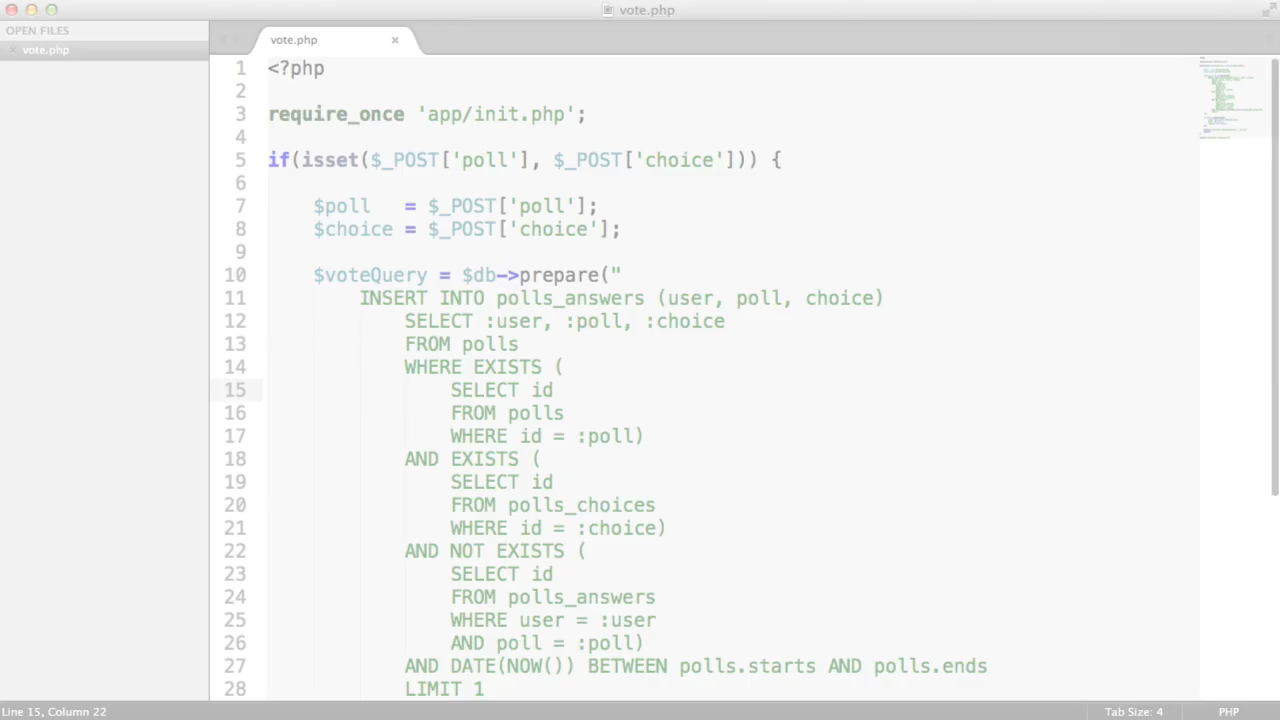 vote.php
OPEN FILES
vote.php
vote.php
1 <?php
2
3 require_once 'app/init.php';
4
5 if(isset($_POST['poll'], $_POST['choice'])) {
6
7 $poll   = $_POST['poll'];
8 $choice = $_POST['choice'];
9
10 $voteQuery = $db->prepare("
11 INSERT INTO polls_answers (user, poll, choice)
12 SELECT :user, :poll, :choice
13 FROM polls
14 WHERE EXISTS (
15 SELECT id
16 FROM polls
17 WHERE id = :poll)
18 AND EXISTS (
19 SELECT id
20 FROM polls_choices
21 WHERE id = :choice)
22 AND NOT EXISTS (
23 SELECT id
24 FROM polls_answers
25 WHERE user = :user
26 AND poll = :poll)
27 AND DATE(NOW()) BETWEEN polls.starts AND polls.ends
28 LIMIT 1
Line 15, Column 22
Tab Size: 4
PHP